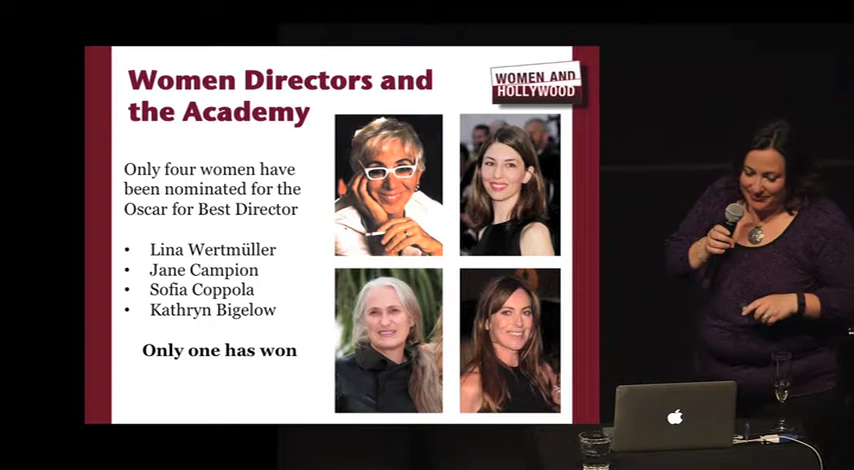 Women Directors and
the Academy
WOMEN AND
HOLLYWOOD
Only four women have
been nominated for the
Oscar for Best Director
• Lina Wertmüller
• Jane Campion
• Sofia Coppola
• Kathryn Bigelow
Only one has won